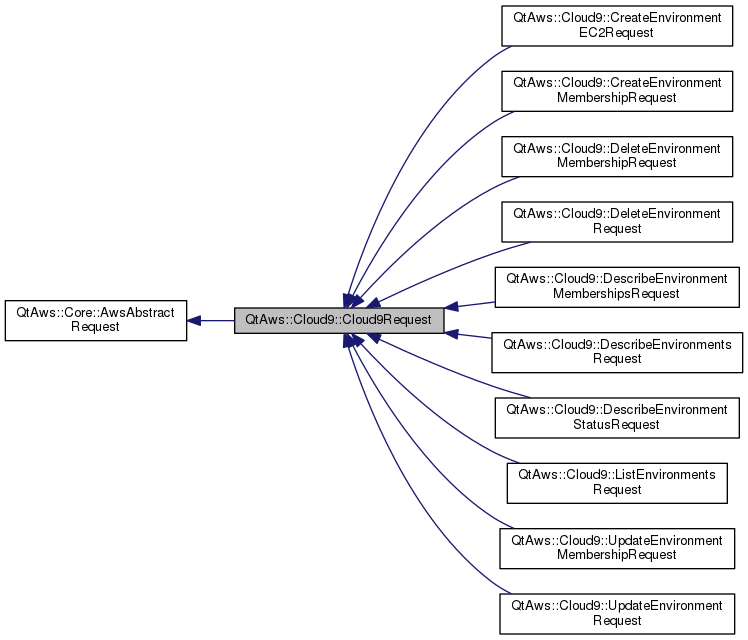 QtAws::Core::AwsAbstract
Request
QtAws::Cloud9::Cloud9Request
QtAws::Cloud9::CreateEnvironment
EC2Request
QtAws::Cloud9::CreateEnvironment
MembershipRequest
QtAws::Cloud9::DeleteEnvironment
MembershipRequest
QtAws::Cloud9::DeleteEnvironment
Request
QtAws::Cloud9::DescribeEnvironment
MembershipsRequest
QtAws::Cloud9::DescribeEnvironments
Request
QtAws::Cloud9::DescribeEnvironment
StatusRequest
QtAws::Cloud9::ListEnvironments
Request
QtAws::Cloud9::UpdateEnvironment
MembershipRequest
QtAws::Cloud9::UpdateEnvironment
Request